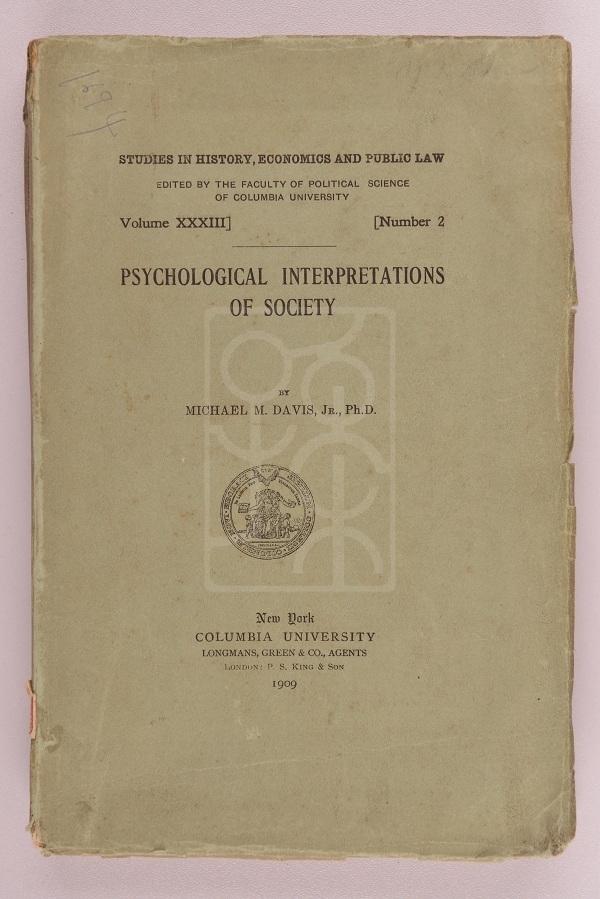 1694
STUDIES IN HISTORY, ECONOMICS AND PUBLIC LAW
EDITED BY THE FACULTY OF POLITICAL SCIENCE
OF COLUMBIA UNIVERSITY
Volume XXXIII] [Number 2
PSYCHOLOGICAL INTERPRETATIONS
OF SOCIETY
BY
MICHAEL M. DAVIS, JR., Ph.D.
New York
COLUMBIA UNIVERSITY
LONGMANS, GREEN & CO., AGENTS
LONDON: P. S. KING & SON
1909